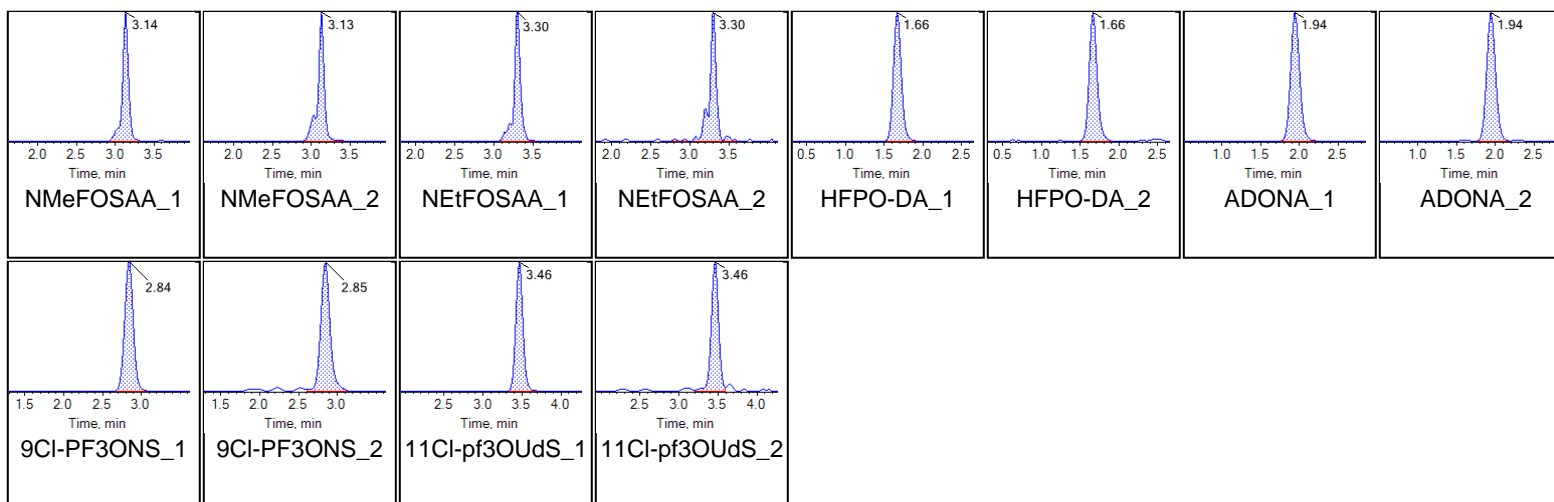 3.14
2.0 2.5 3.0 3.5
Time, min
NMeFOSAA_1
3.13
2.0 2.5 3.0 3.5
Time, min
NMeFOSAA_2
3.30
2.0 2.5 3.0 3.5
Time, min
NEtFOSAA_1
3.30
2.0 2.5 3.0 3.5
Time, min
NEtFOSAA_2
1.66
0.5 1.0 1.5 2.0 2.5
Time, min
HFPO-DA_1
1.66
0.5 1.0 1.5 2.0 2.5
Time, min
HFPO-DA_2
1.94
1.0 1.5 2.0 2.5
Time, min
ADONA_1
1.94
1.0 1.5 2.0 2.5
Time, min
ADONA_2
2.84
1.5 2.0 2.5 3.0
Time, min
9Cl-PF3ONS_1
2.85
1.5 2.0 2.5 3.0
Time, min
9Cl-PF3ONS_2
3.46
2.5 3.0 3.5 4.0
Time, min
11Cl-pf3OUdS_1
3.46
2.5 3.0 3.5 4.0
Time, min
11Cl-pf3OUdS_2